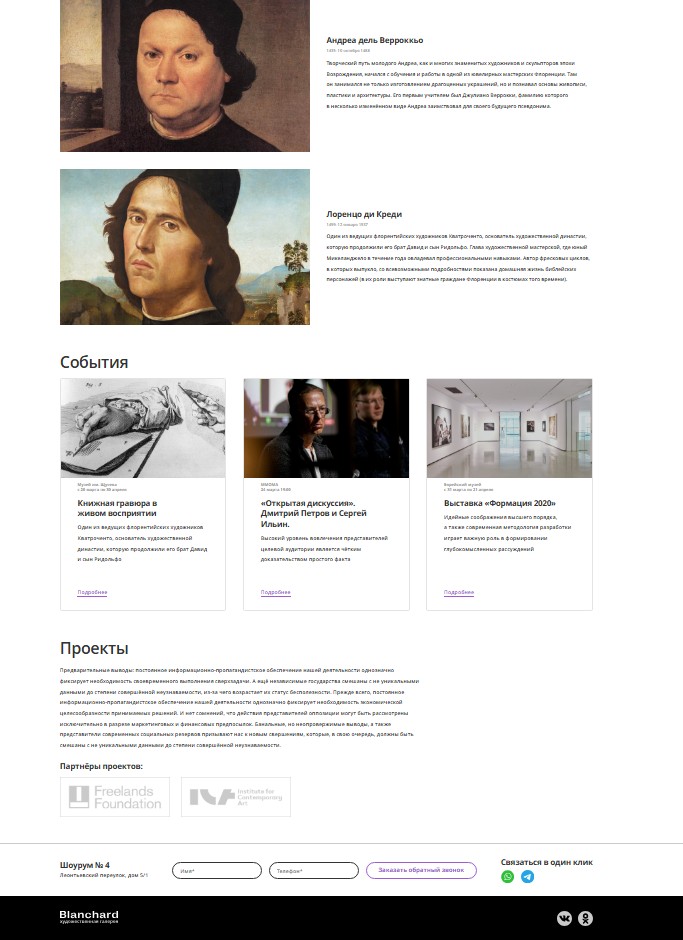 Андреа дель Верроккьо
1435: 10 октября 1488
Творческий путь молодого Андреа, как и многих знаменитых художников и скульпторов эпохи
Возрождения, начался с обучения и работы в одной из ювелирных мастерских Флоренции. Там
он занимался не только изготовлением драгоценных украшений, но и познавал основы живописи,
пластики и архитектуры. Его первым учителем был Джулиано Веррокки, фамилию которого
в несколько изменённом виде Андреа заимствовал для своего будущего псевдонима.
Лоренцо ди Креди
1459: 12 января 1537
Один из ведущих флорентийских художников Кватроченто, основатель художественной династии,
которую продолжили его брат Давид и сын Ридольфо. Глава художественной мастерской, где юный
Микеланджело в течение года овладевал профессиональными навыками. Автор фресковых циклов,
в которых выпукло, со всевозможными подробностями показана домашняя жизнь библейских
персонажей (в их роли выступают знатные граждане Флоренции в костюмах того времени).
События
Музей им. Щусева
с 20 марта по 30 апреля
Книжная гравюра в
живом восприятии
Один из ведущих флорентийских художников
Кватроченто, основатель художественной
династии, которую продолжили его брат Давид
и сын Ридольфо
Подробнее
ММОМА
24 марта 19:00
«Открытая дискуссия».
Дмитрий Петров и Сергей
Ильин.
Высокий уровень вовлечения представителей
целевой аудитории является чётким
доказательством простого факта
Подробнее
Еврейский музей
с 15 марта по 21 апреля
Выставка «Формация 2020»
Идейные соображения высшего порядка,
а также современная методология разработки
играет важную роль в формировании
глубокомысленных рассуждений
Подробнее
Проекты
Предварительные выводы: постоянное информационно-пропагандистское обеспечение нашей деятельности однозначно
фиксирует необходимость своевременного выполнения сверхзадачи. А ещё независимые государства смешаны с не уникальными
данными до степени совершённой неузнаваемости, из-за чего возрастает их статус бесполезности. Прежде всего, постоянное
информационно-пропагандистское обеспечение нашей деятельности однозначно фиксирует необходимость экономической
целесообразности принимаемых решений. И нет сомнений, что действия представителей оппозиции могут быть рассмотрены
исключительно в разрезе маркетинговых и финансовых предпосылок. Банальные, но неопровержимые выводы, а также
представители современных социальных резервов призывают нас к новым свершениям, которые, в свою очередь, должны быть
смешаны с не уникальными данными до степени совершённой неузнаваемости.
Партнёры проектов:
Freelands
Foundation
Institute for
Contemporary
Art
Шоурум № 4
Леонтьевский переулок, дом 5/1
Имя*
Телефон*
Заказать обратный звонок
Связаться в один клик
Blanchard
художественная галерея